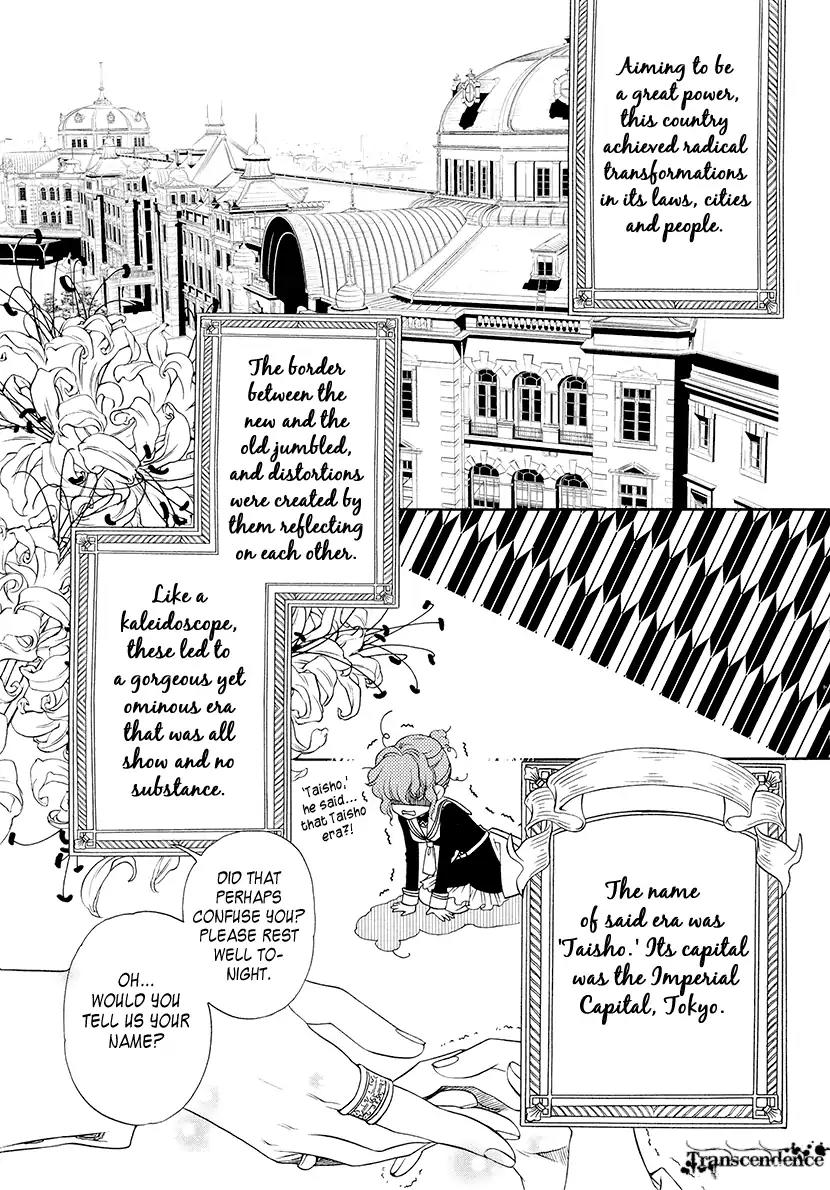 Aiming to be
a great power,
this country
achieved radical
transformations
in its laws, cities
and people.
The border
between the
new and the
old jumbled,
and distortions
were created by
them reflecting
on each other.
Like a
kaleidoscope,
these led to
a gorgeous yet
ominous era
that was all
show and no
substance.
The name
of said era was
'Taisho.' Its capital
was the Imperial
Capital, Tokyo.
'Taisho,'
he said...
that Taisho
era?!
DID THAT
PERHAPS
CONFUSE YOU?
PLEASE REST
WELL TO-
NIGHT.
OH...
WOULD YOU
TELL US YOUR
NAME?
Transcendence